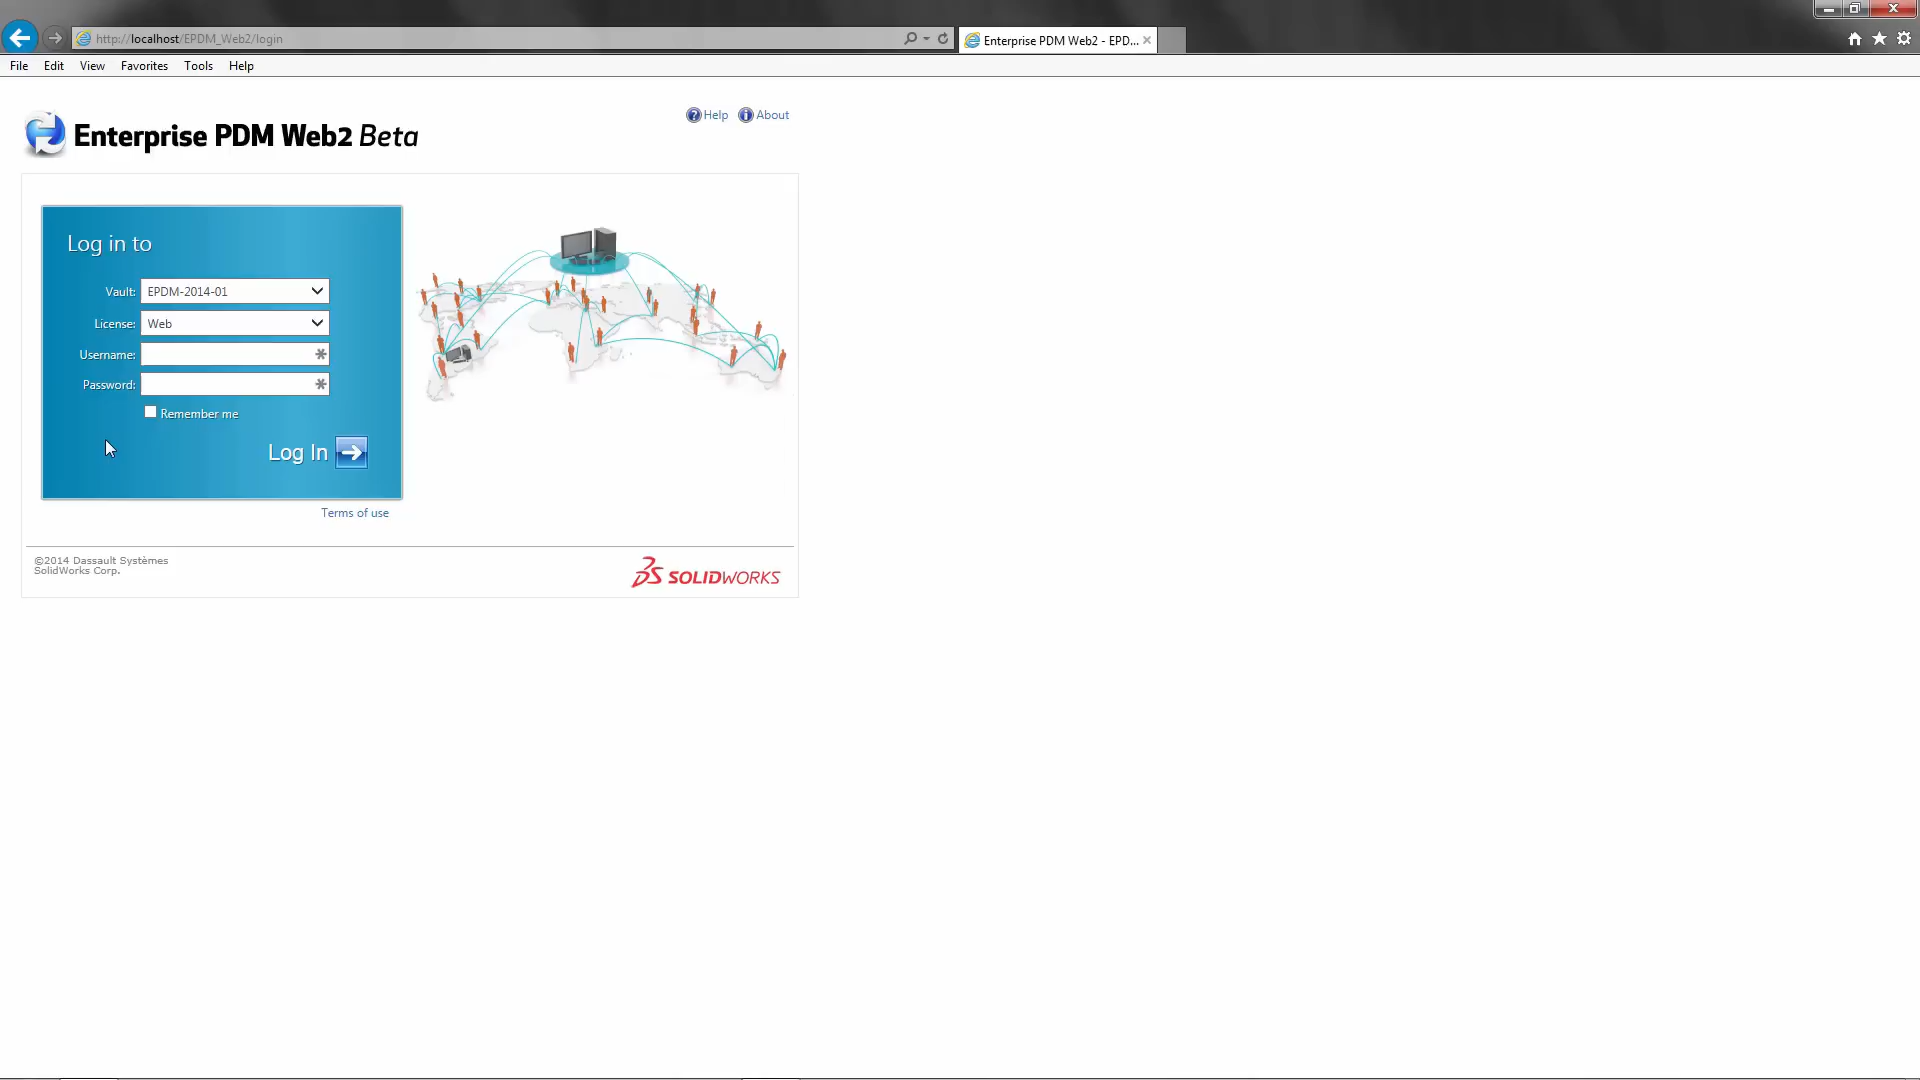 http://localhost/EPDM_Web2/login
Enterprise PDM Web2 - EPD...
File Edit View Favorites Tools Help
Help About
Enterprise PDM Web2 Beta
Log in to
Vault: EPDM-2014-01
License: Web
Username:
Password:
Remember me
Log In
Terms of use
©2014 Dassault Systèmes
SolidWorks Corp.
SOLIDWORKS